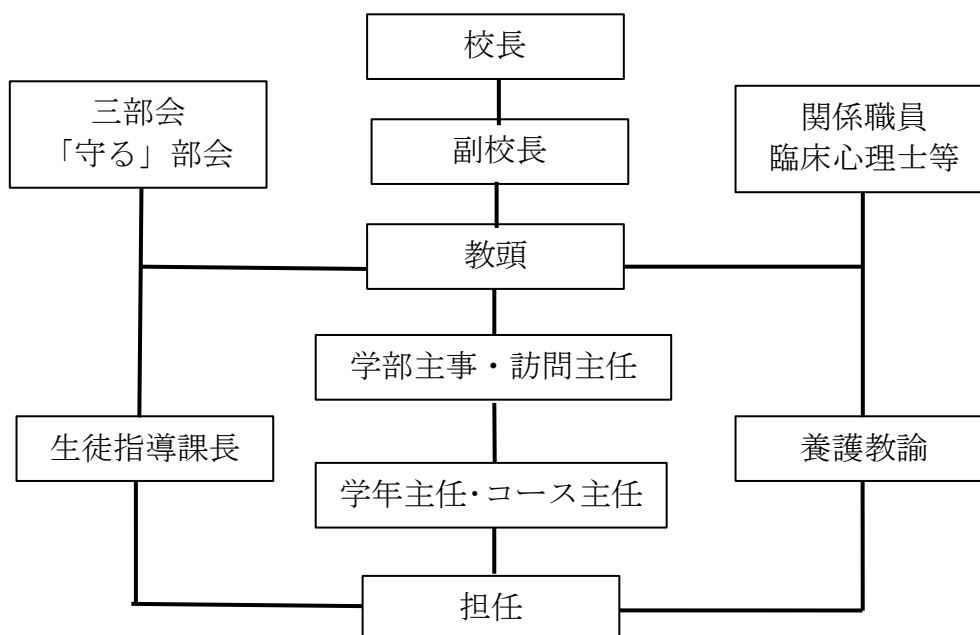 校長
三部会
「守る」部会
副校長
関係職員
臨床心理士等
教頭
学部主事・訪問主任
生徒指導課長
養護教諭
学年主任・コース主任
担任